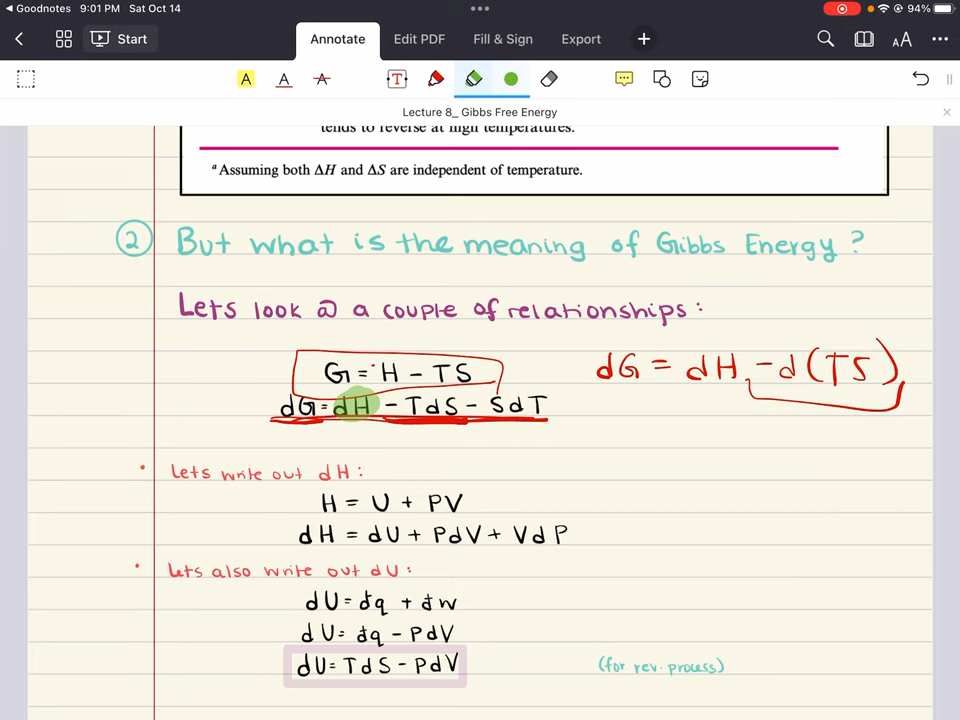 Goodnotes 9:01 PM Sat Oct 14 94%
Start Annotate Edit PDF Fill & Sign Export
A A A T AA
Lecture 8_ Gibbs Free Energy
tends to reverse at high temperatures.
ᵃ Assuming both ΔH and ΔS are independent of temperature.
② But what is the meaning of Gibbs Energy?
Lets look @ a couple of relationships:
G = H − TS
dG = dH − d(TS)
dG = dH − TdS − SdT
• Lets write out dH:
H = U + PV
dH = dU + PdV + VdP
• Lets also write out dU:
dU = đq + đw
dU = đq − PdV
dU = TdS − PdV (for rev. process)